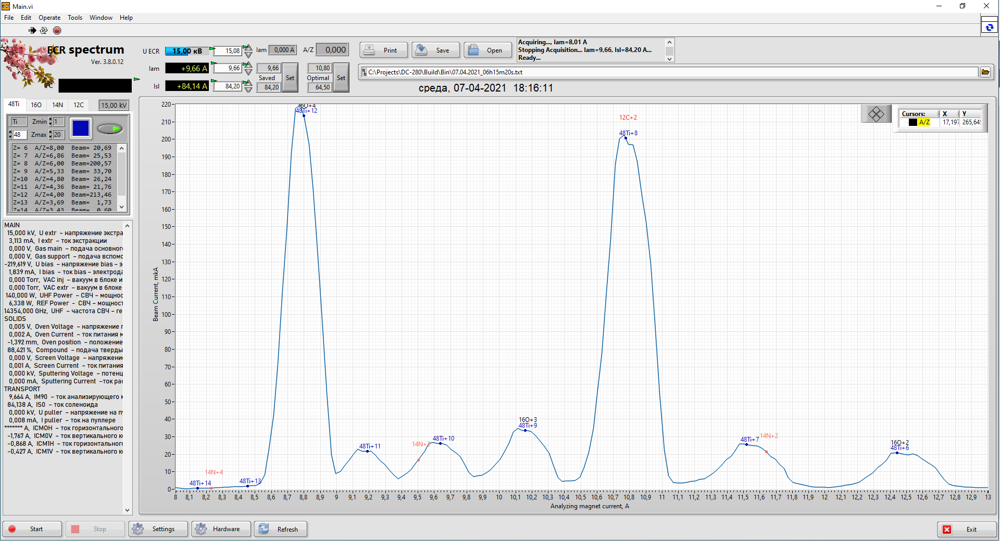 Main.vi
File Edit Operate Tools Window Help
ECR spectrum
Ver. 3.8.0.12
IFC
U ECR 15,00 кВ 15,08 Iam 0,000 A A/Z 0,000
Iam +9,66 A 9,66 9,66 Saved Set 10,80 Optimal Set
Isl +84,14 A 84,20 84,20 64,50
Print Save Open
Acquiring..., Iam=8,01 A
Stopping Acquisition... Iam=9,66, Isl=84,20 A...
Ready...
C:\Projects\DC-280\Build\Bin\07.04.2021_06h15m20s.txt
среда, 07-04-2021 18:16:11
48Ti 16O 14N 12C 15,00 kV
Ti Zmin 1
48 Zmax 20
Z= 6 A/Z=8,00 Beam= 20,69
Z= 7 A/Z=6,86 Beam= 25,53
Z= 8 A/Z=6,00 Beam=200,57
Z= 9 A/Z=5,33 Beam= 33,70
Z=10 A/Z=4,80 Beam= 26,24
Z=11 A/Z=4,36 Beam= 21,76
Z=12 A/Z=4,00 Beam=213,46
Z=13 A/Z=3,69 Beam= 1,73
Z=14 A/Z=3,43 Beam= 0,60
MAIN
15,000 kV, U extr – напряжение экстра
3,113 mA, I extr – ток экстракции
0,000 V, Gas main – подача основног
0,000 V, Gas support – подача вспомо
-219,619 V, U bias – напряжение bias – э
1,839 mA, I bias – ток bias – электрода
0,000 Torr, VAC inj – вакуум в блоке и
0,000 Torr, VAC extr – вакуум в блоке
140,000 W, UHF Power – СВЧ – мощнос
6,338 W, REF Power – СВЧ – мощност
14354,000 GHz, UHF – частота СВЧ – ге
SOLIDS
0,005 V, Oven Voltage – напряжение п
0,002 A, Oven Current – ток питания м
-1,392 mm, Oven position – положение
88,421 %, Compound – подача тверды
0,000 V, Screen Voltage – напряжени
0,001 A, Screen Current – ток питания
0,000 kV, Sputtering Voltage – потенц
0,000 mA, Sputtering Current –ток рас
TRANSPORT
9,664 A, IM90 – ток анализирующего м
84,138 A, IS0 – ток соленоида
0,000 kV, U puller – напряжение на пу
0,008 mA, I puller – ток на пуллере
******* A, ICM0H – ток горизонтального
-1,767 A, ICM0V – ток вертикального к
-0,868 A, ICM1H – ток горизонтального
-0,427 A, ICM1V – ток вертикального к
Cursors: X Y
A/Z 17,197 265,64
220
210
200
190
180
170
160
150
140
130
120
110
100
90
80
70
60
50
40
30
20
10
0
Beam Current, mkA
16O+4
48Ti+12
12C+2
48Ti+8
16O+3
48Ti+9
14N+3
48Ti+10
48Ti+11
48Ti+7
14N+2
16O+2
48Ti+6
14N+4
48Ti+14
48Ti+13
8 8,1 8,2 8,3 8,4 8,5 8,6 8,7 8,8 8,9 9 9,1 9,2 9,3 9,4 9,5 9,6 9,7 9,8 9,9 10 10,1 10,2 10,3 10,4 10,5 10,6 10,7 10,8 10,9 11 11,1 11,2 11,3 11,4 11,5 11,6 11,7 11,8 11,9 12 12,1 12,2 12,3 12,4 12,5 12,6 12,7 12,8 12,9 13
Analyzing magnet current, A
Start Stop Settings Hardware Refresh Exit